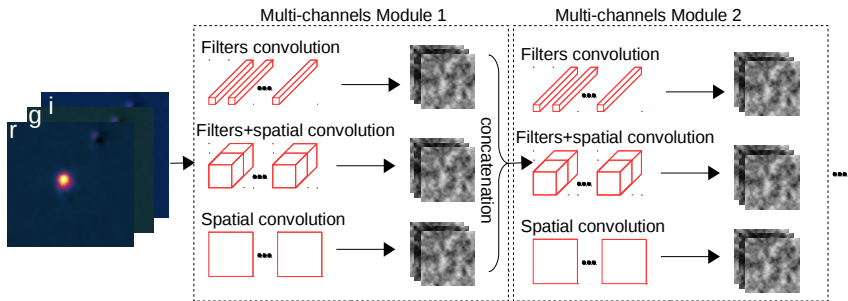 Multi-channels Module 1
Multi-channels Module 2
r
g
i
Filters convolution
...
Filters+spatial convolution
...
Spatial convolution
...
concatenation
Filters convolution
...
Filters+spatial convolution
...
Spatial convolution
...
...